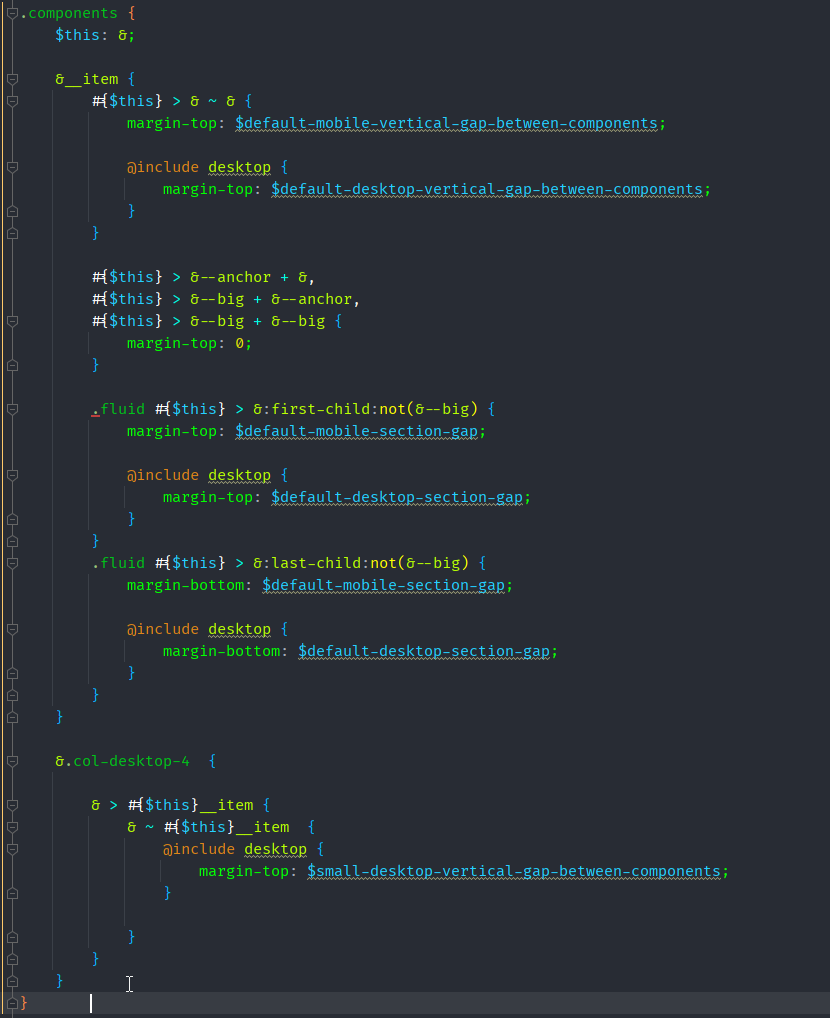 .components {
    $this: &;

    &__item {
        #{$this} > & ~ & {
            margin-top: $default-mobile-vertical-gap-between-components;

            @include desktop {
                margin-top: $default-desktop-vertical-gap-between-components;
            }
        }

        #{$this} > &--anchor + &,
        #{$this} > &--big + &--anchor,
        #{$this} > &--big + &--big {
            margin-top: 0;
        }

        .fluid #{$this} > &:first-child:not(&--big) {
            margin-top: $default-mobile-section-gap;

            @include desktop {
                margin-top: $default-desktop-section-gap;
            }
        }
        .fluid #{$this} > &:last-child:not(&--big) {
            margin-bottom: $default-mobile-section-gap;

            @include desktop {
                margin-bottom: $default-desktop-section-gap;
            }
        }
    }

    &.col-desktop-4  {

        & > #{$this}__item {
            & ~ #{$this}__item  {
                @include desktop {
                    margin-top: $small-desktop-vertical-gap-between-components;
                }

            }
        }
    }
}